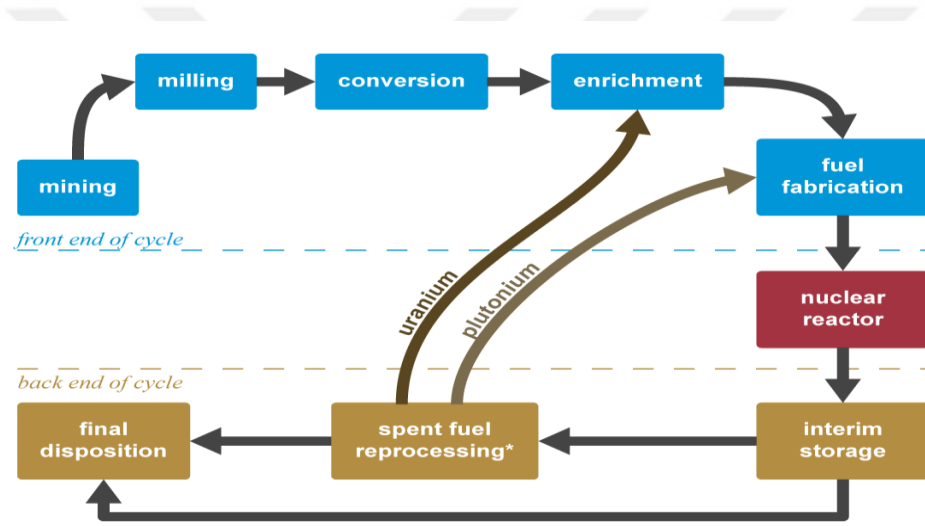 milling
conversion
enrichment
mining
fuel
fabrication
front end of cycle
uranium
plutonium
nuclear
reactor
back end of cycle
final
disposition
spent fuel
reprocessing*
interim
storage